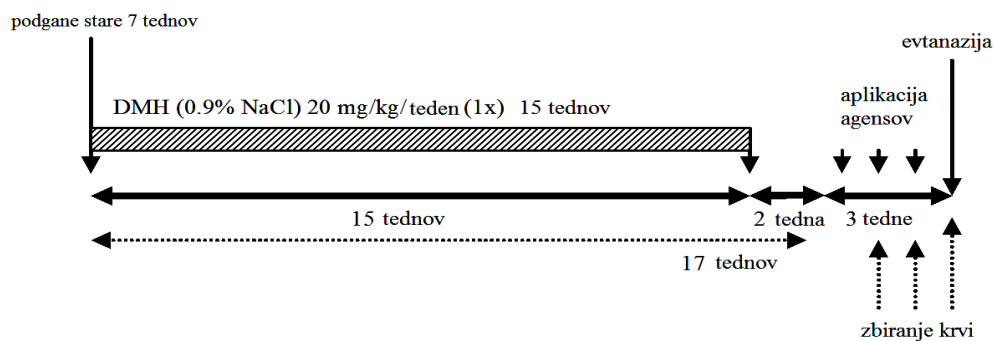 podgane stare 7 tednov
evtanazija
DMH (0.9% NaCl) 20 mg/kg/teden (1x) 15 tednov
aplikacija
agensov
15 tednov
2 tedna
3 tedne
17 tednov
zbiranje krvi